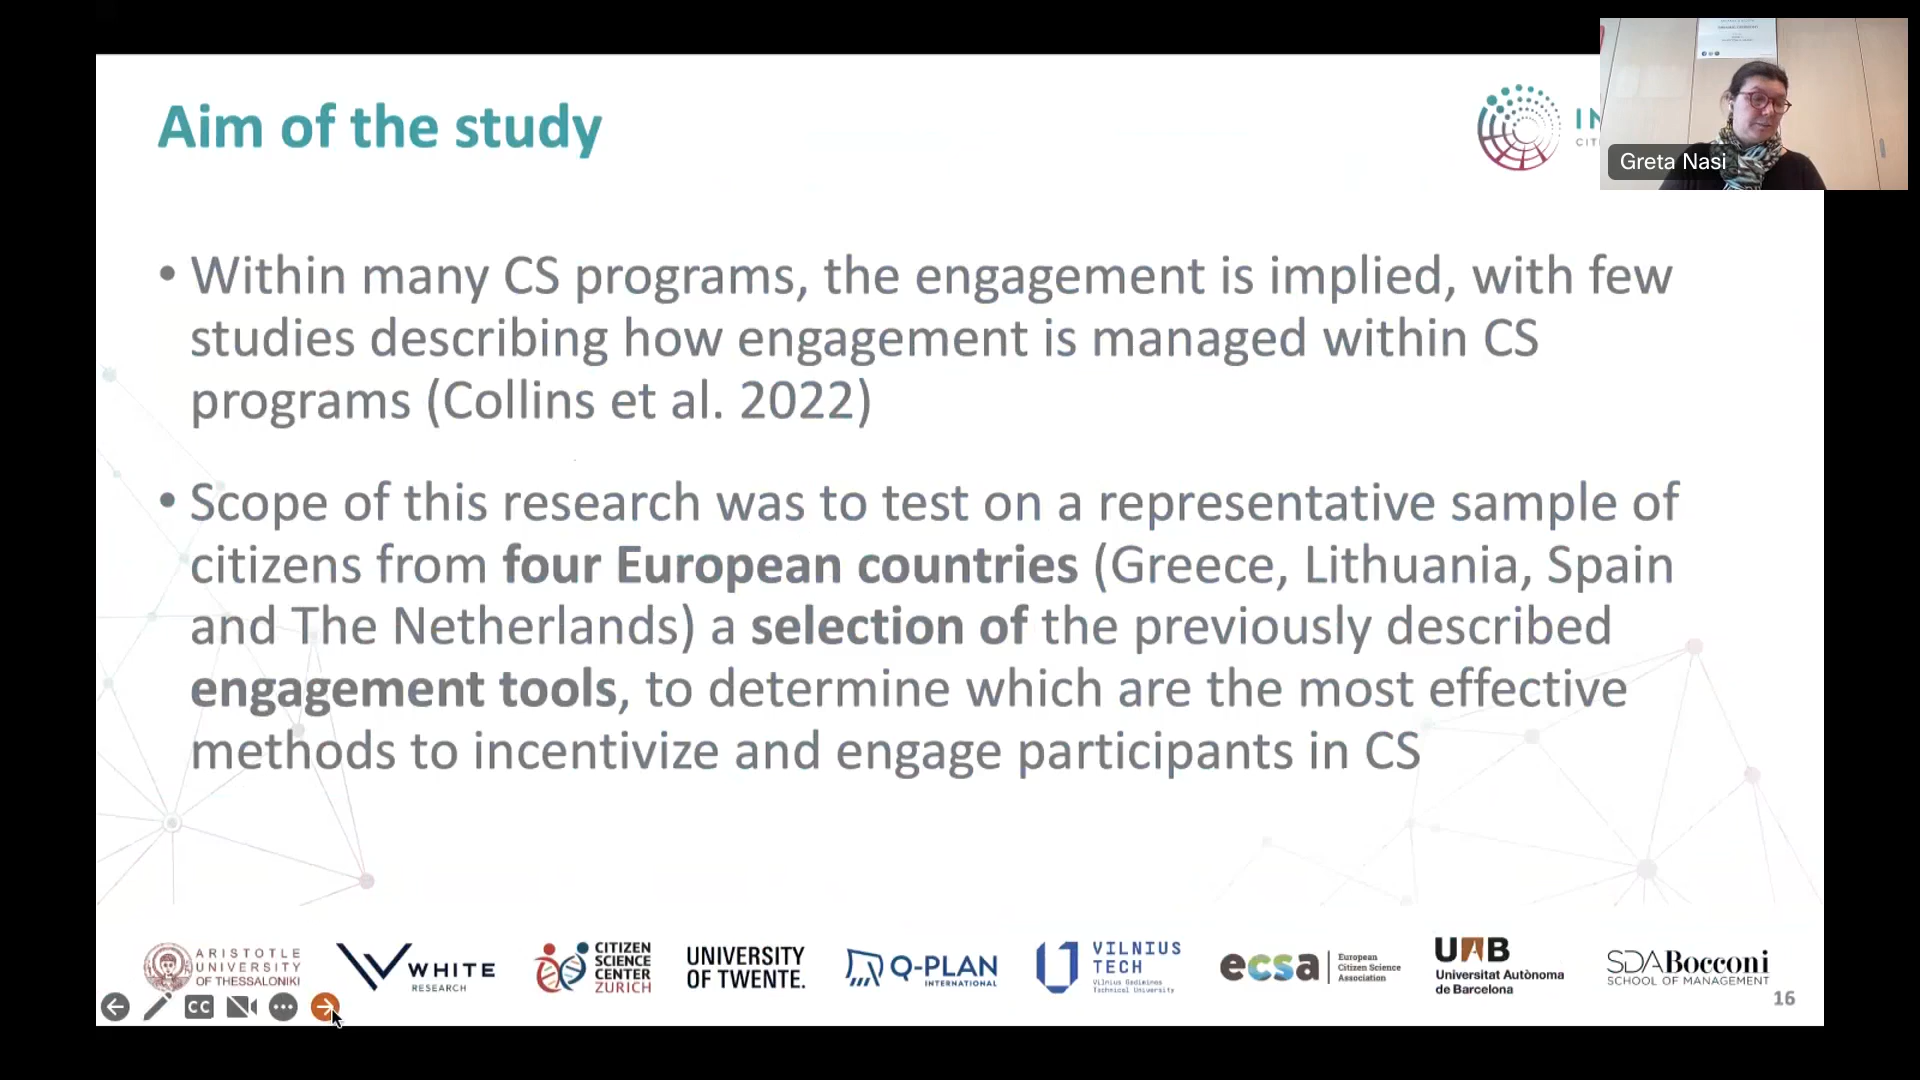 Aim of the study
Greta Nasi
• Within many CS programs, the engagement is implied, with few
studies describing how engagement is managed within CS
programs (Collins et al. 2022)
• Scope of this research was to test on a representative sample of
citizens from four European countries (Greece, Lithuania, Spain
and The Netherlands) a selection of the previously described
engagement tools, to determine which are the most effective
methods to incentivize and engage participants in CS
ARISTOTLE
UNIVERSITY
OF THESSALONIKI
WHITE
RESEARCH
CITIZEN
SCIENCE
CENTER
ZURICH
UNIVERSITY
OF TWENTE.
Q-PLAN
INTERNATIONAL
VILNIUS
TECH
Vilnius Gediminas
Technical University
ecsa
European
Citizen Science
Association
UAB
Universitat Autònoma
de Barcelona
SDA Bocconi
SCHOOL OF MANAGEMENT
16
CC